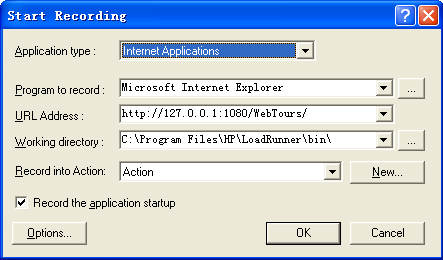 Start Recording
Application type : Internet Applications
Program to record : Microsoft Internet Explorer ...
URL Address : http://127.0.0.1:1080/WebTours/
Working directory : C:\Program Files\HP\LoadRunner\bin\ ...
Record into Action: Action New...
Record the application startup
Options... OK Cancel